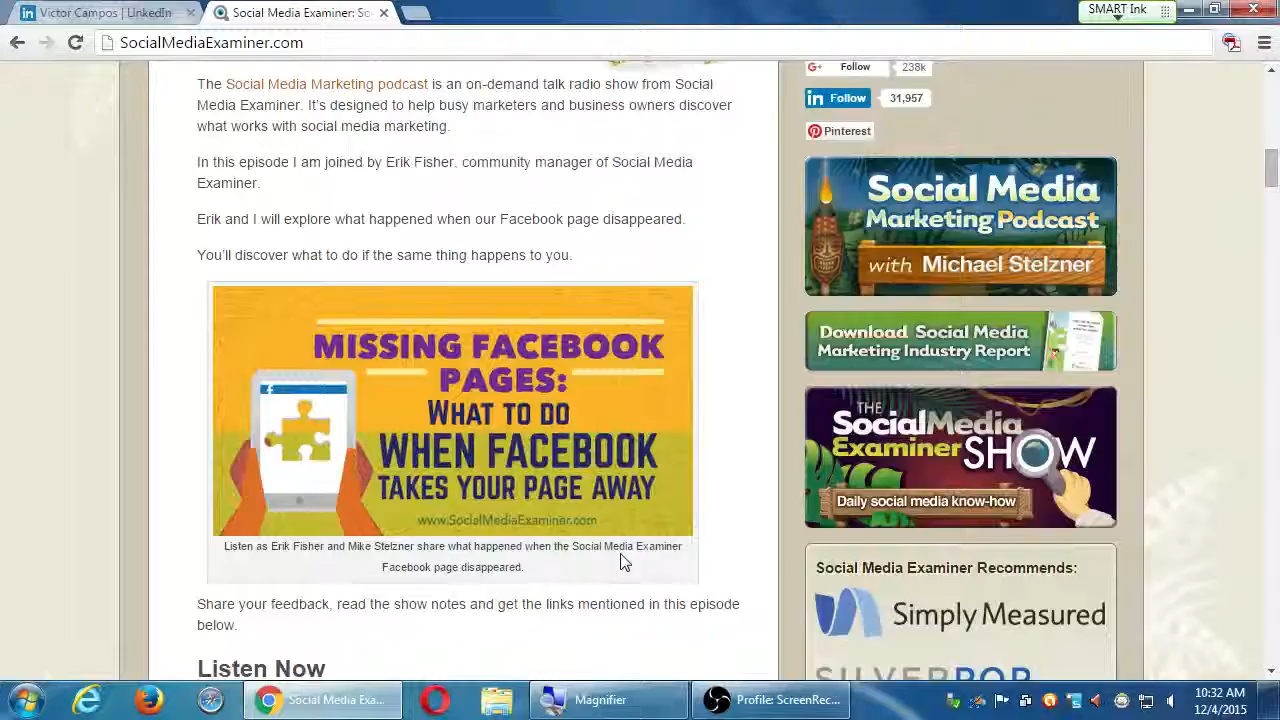 Victor Campos | LinkedIn
Social Media Examiner: So
SMART Ink
SocialMediaExaminer.com
The Social Media Marketing podcast is an on-demand talk radio show from Social
Media Examiner. It's designed to help busy marketers and business owners discover
what works with social media marketing.
In this episode I am joined by Erik Fisher, community manager of Social Media
Examiner.
Erik and I will explore what happened when our Facebook page disappeared.
You'll discover what to do if the same thing happens to you.
MISSING FACEBOOK
PAGES:
WHAT TO DO
WHEN FACEBOOK
TAKES YOUR PAGE AWAY
www.SocialMediaExaminer.com
Listen as Erik Fisher and Mike Stelzner share what happened when the Social Media Examiner
Facebook page disappeared.
Share your feedback, read the show notes and get the links mentioned in this episode
below.
Listen Now
G+ Follow 238k
in Follow 31,957
Pinterest
Social Media
Marketing Podcast
with Michael Stelzner
Download Social Media
Marketing Industry Report
THE
Social Media
Examiner SHOW
Daily social media know-how
Social Media Examiner Recommends:
Simply Measured
SILVERPOP
Social Media Exa...
Magnifier
Profile: ScreenRec...
10:32 AM
12/4/2015